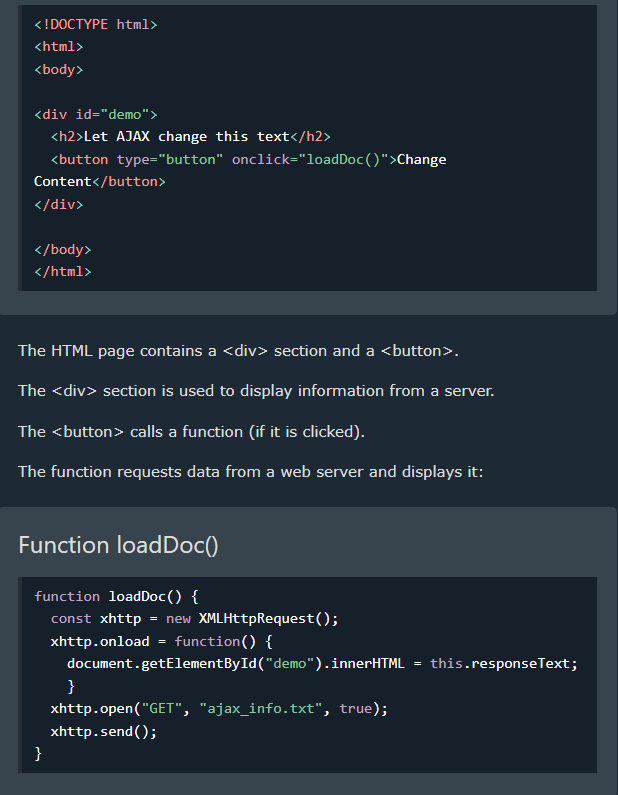 <!DOCTYPE html>
<html>
<body>
<div id="demo">
<h2>Let AJAX change this text</h2>
<button type="button" onclick="loadDoc()">Change
Content</button>
</div>
</body>
</html>
The HTML page contains a <div> section and a <button>.
The <div> section is used to display information from a server.
The <button> calls a function (if it is clicked).
The function requests data from a web server and displays it:
Function loadDoc()
function loadDoc() {
const xhttp = new XMLHttpRequest();
xhttp.onload = function() {
document.getElementById("demo").innerHTML = this.responseText;
}
xhttp.open("GET", "ajax_info.txt", true);
xhttp.send();
}